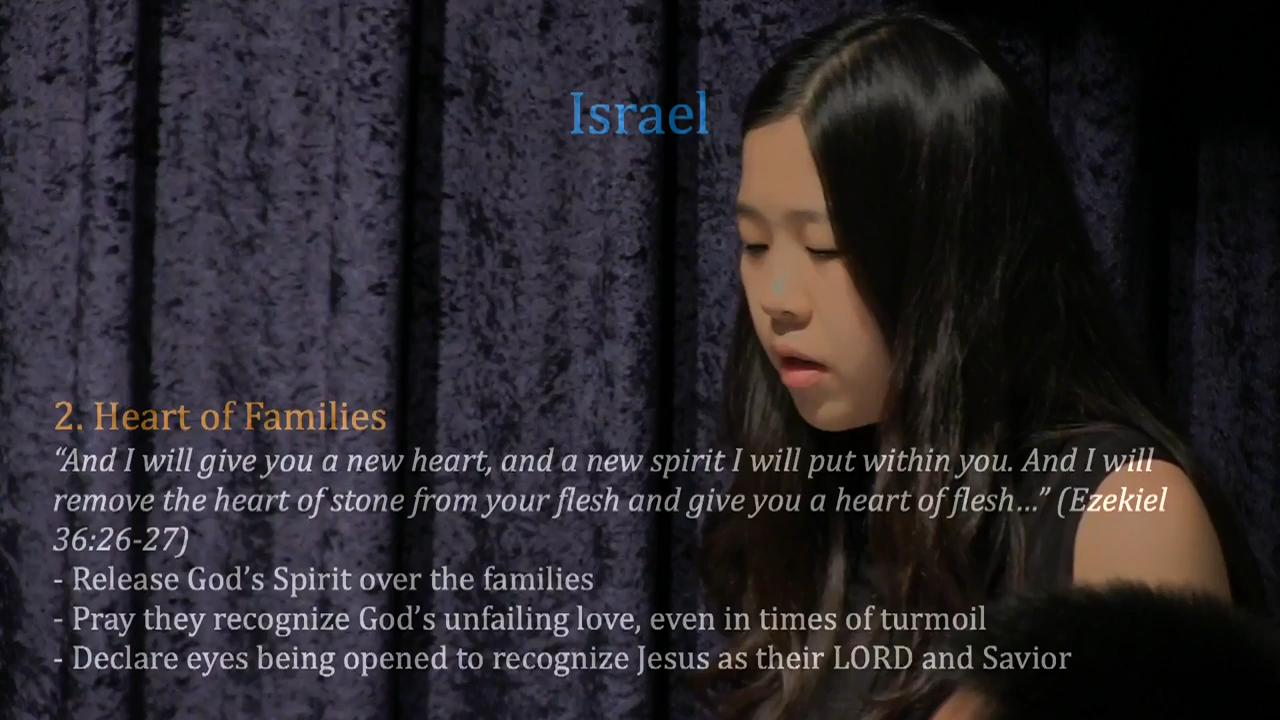 Israel
2. Heart of Families
“And I will give you a new heart, and a new spirit I will put within you. And I will
remove the heart of stone from your flesh and give you a heart of flesh…” (Ezekiel
36:26-27)
- Release God’s Spirit over the families
- Pray they recognize God’s unfailing love, even in times of turmoil
- Declare eyes being opened to recognize Jesus as their LORD and Savior